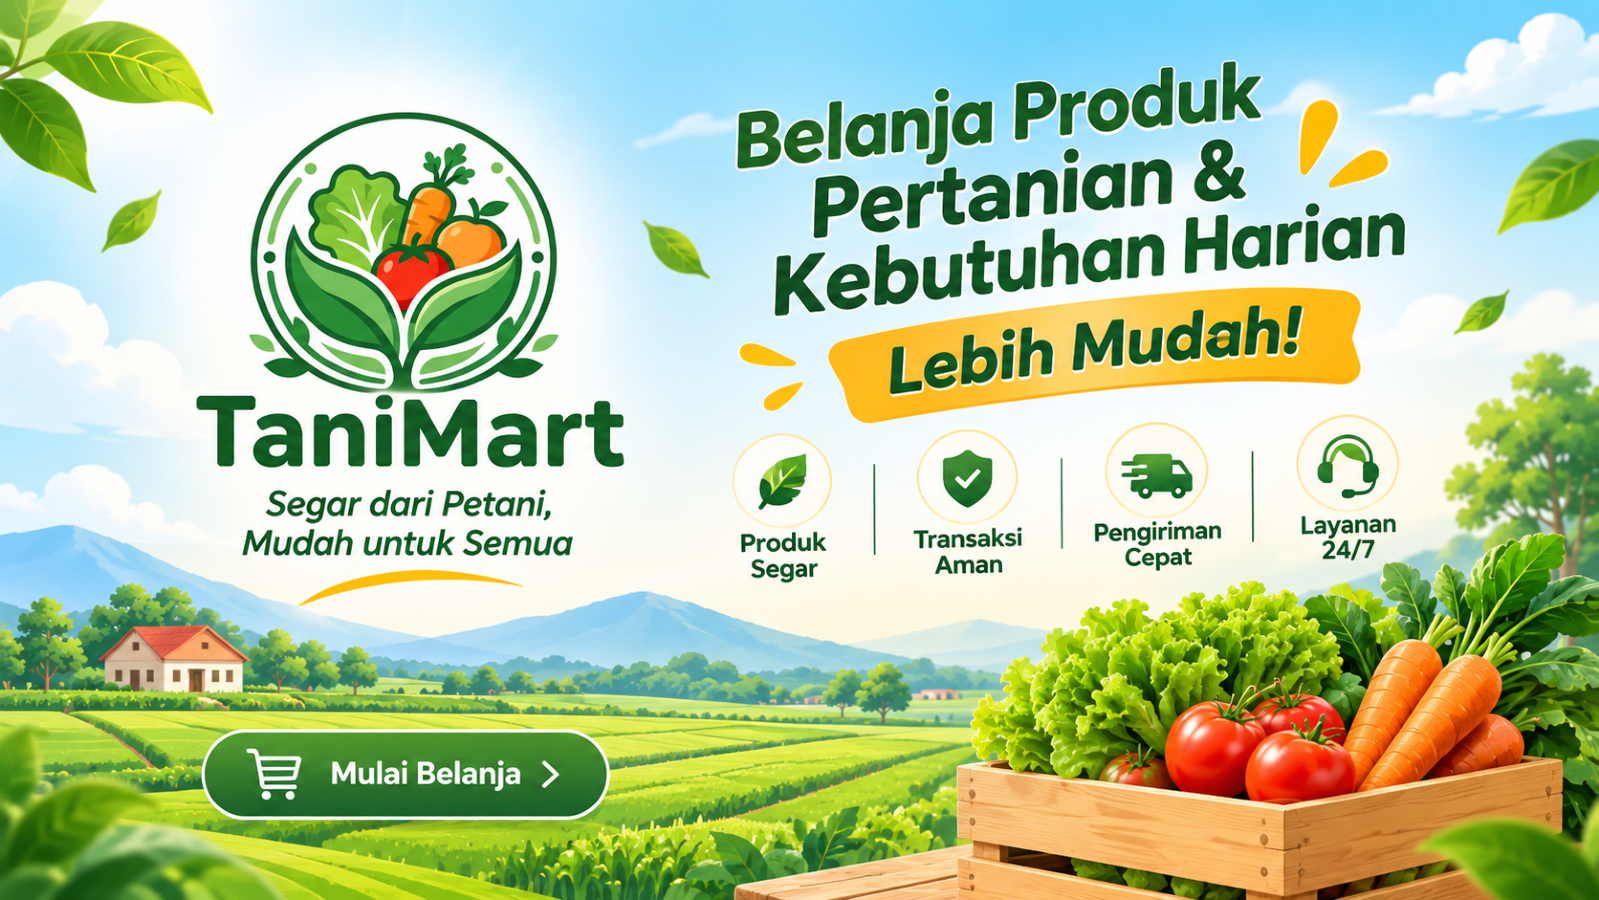 TaniMart
Segar dari Petani,
Mudah untuk Semua
Mulai Belanja
Belanja Produk
Pertanian &
Kebutuhan Harian
Lebih Mudah!
Produk
Segar
Transaksi
Aman
Pengiriman
Cepat
Layanan
24/7